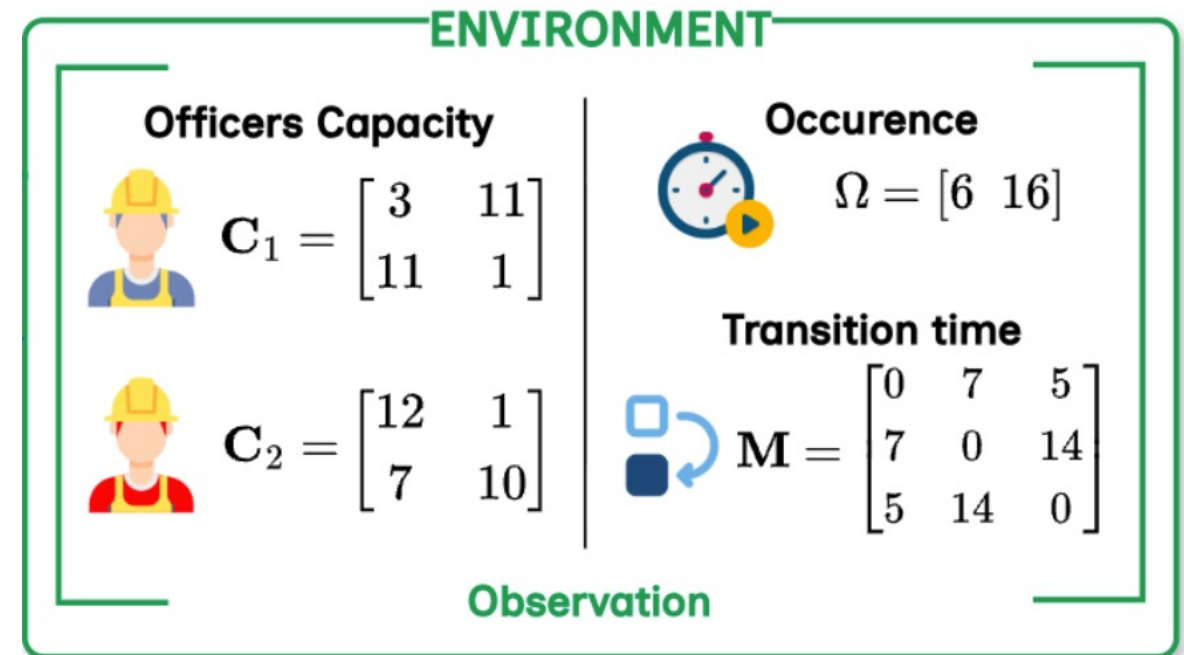 ENVIRONMENT
Officers Capacity
C₁ = [3 11
11 1]
C₂ = [12 1
7 10]
Occurence
Ω = [6 16]
Transition time
M = [0 7 5
7 0 14
5 14 0]
Observation